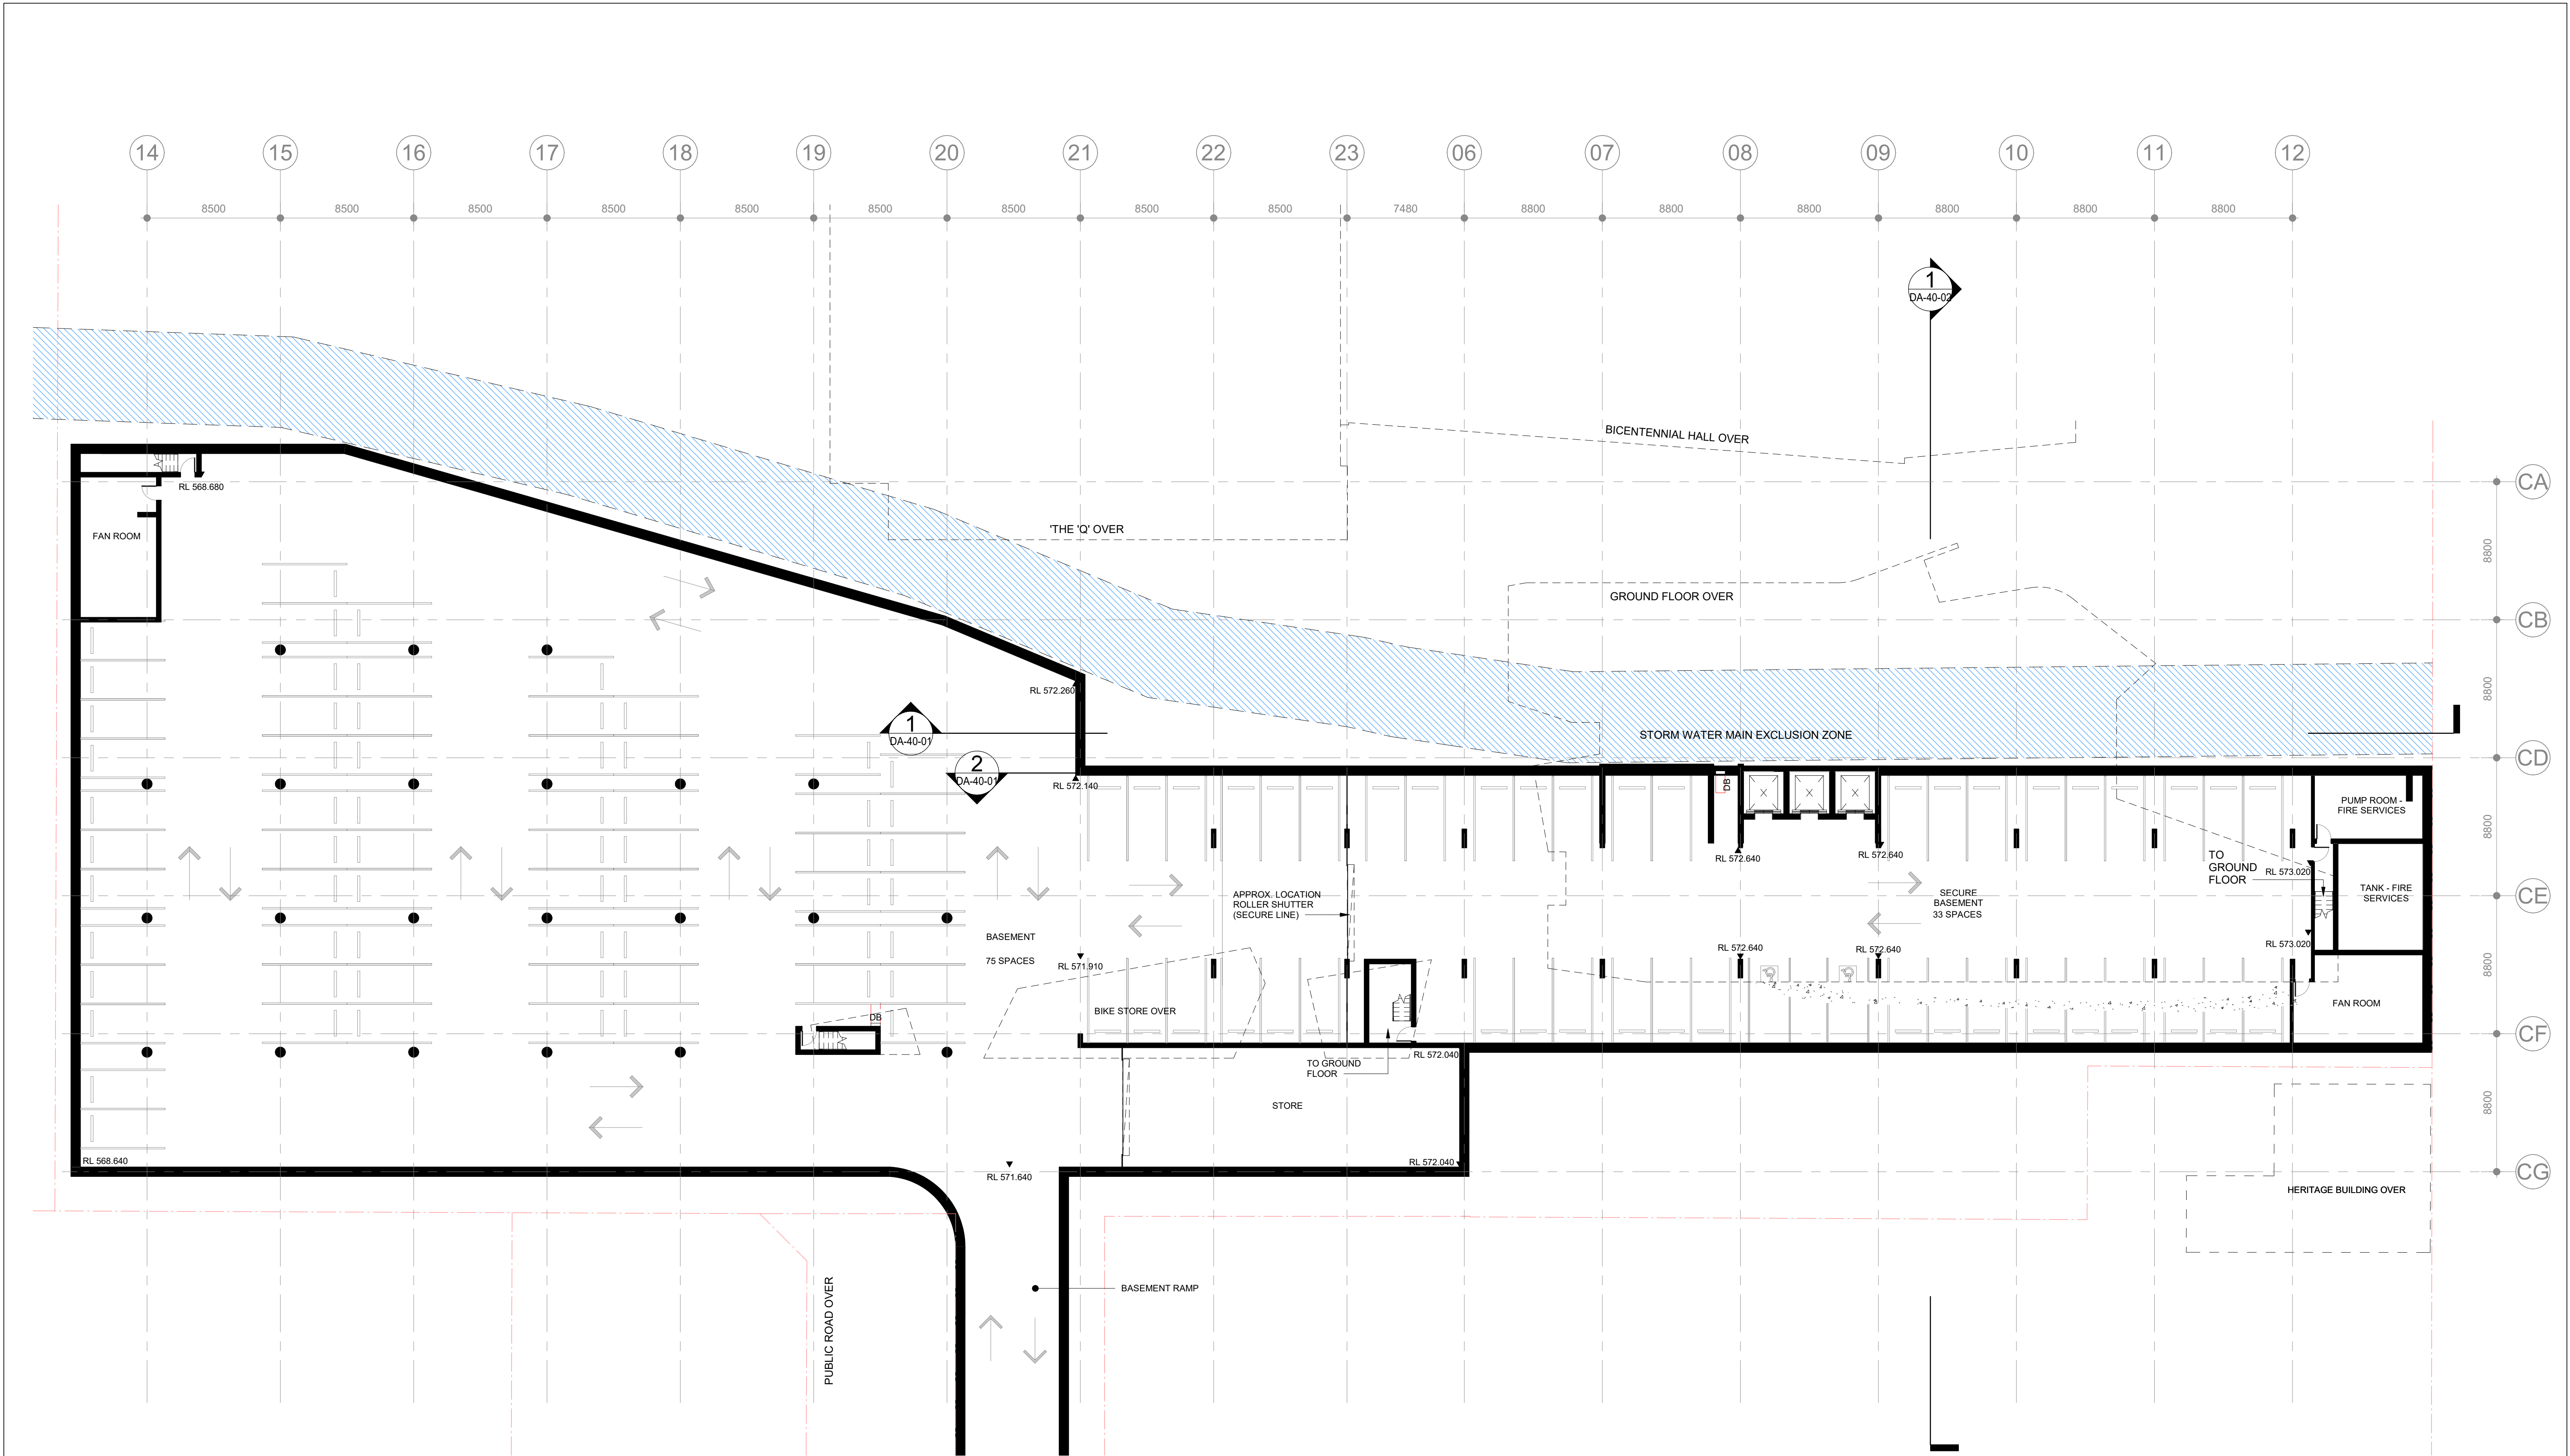 14 15 16 17 18 19 20 21 22 23 06 07 08 09 10 11 12
8500 8500 8500 8500 8500 8500 8500 8500 8500 7480 8800 8800 8800 8800 8800 8800
1
DA-40-02
BICENTENNIAL HALL OVER
CA
RL 568.680
FAN ROOM
'THE 'Q' OVER
8800
GROUND FLOOR OVER
CB
RL 572.260
8800
1
DA-40-01
STORM WATER MAIN EXCLUSION ZONE
2
DA-40-01
CD
RL 572.140
DB
PUMP ROOM -
FIRE SERVICES
8800
RL 572.640
RL 572.640
TO
GROUND
FLOOR
RL 573.020
APPROX. LOCATION
ROLLER SHUTTER
(SECURE LINE)
SECURE
BASEMENT
33 SPACES
TANK - FIRE
SERVICES
CE
BASEMENT
75 SPACES
RL 571.910
RL 572.640
RL 572.640
RL 573.020
8800
BIKE STORE OVER
FAN ROOM
DB
CF
RL 572.040
TO GROUND
FLOOR
STORE
8800
RL 568.640
RL 571.640
RL 572.040
CG
HERITAGE BUILDING OVER
BASEMENT RAMP
PUBLIC ROAD OVER